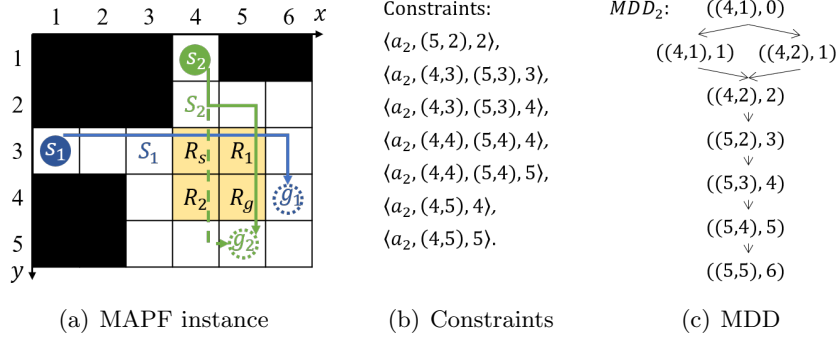 1 2 3 4 5 6 x
1 s₂
2 S₂
3 s₁ S₁ Rₛ R₁
4 R₂ R_g g₁
5 g₂
y
(a) MAPF instance
Constraints:
⟨a₂, (5, 2), 2⟩,
⟨a₂, (4,3), (5,3), 3⟩,
⟨a₂, (4,3), (5,3), 4⟩,
⟨a₂, (4,4), (5,4), 4⟩,
⟨a₂, (4,4), (5,4), 5⟩,
⟨a₂, (4,5), 4⟩,
⟨a₂, (4,5), 5⟩.
(b) Constraints
MDD₂: ((4,1), 0)
((4,1), 1) ((4,2), 1)
((4,2), 2)
((5,2), 3)
((5,3), 4)
((5,4), 5)
((5,5), 6)
(c) MDD